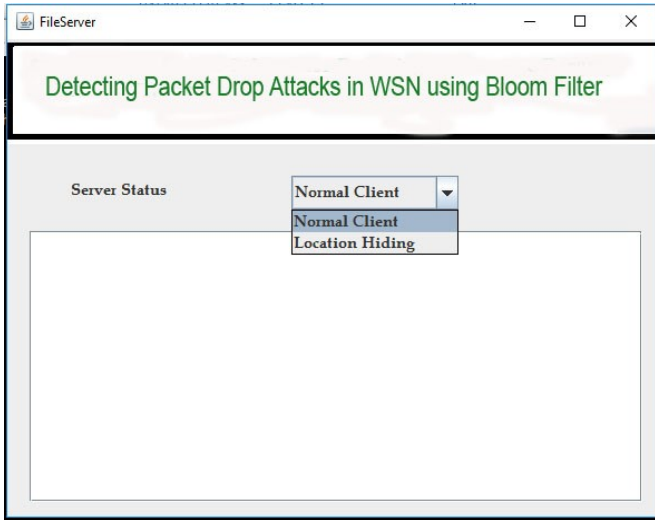 FileServer
Detecting Packet Drop Attacks in WSN using Bloom Filter
Server Status
Normal Client
Normal Client
Location Hiding